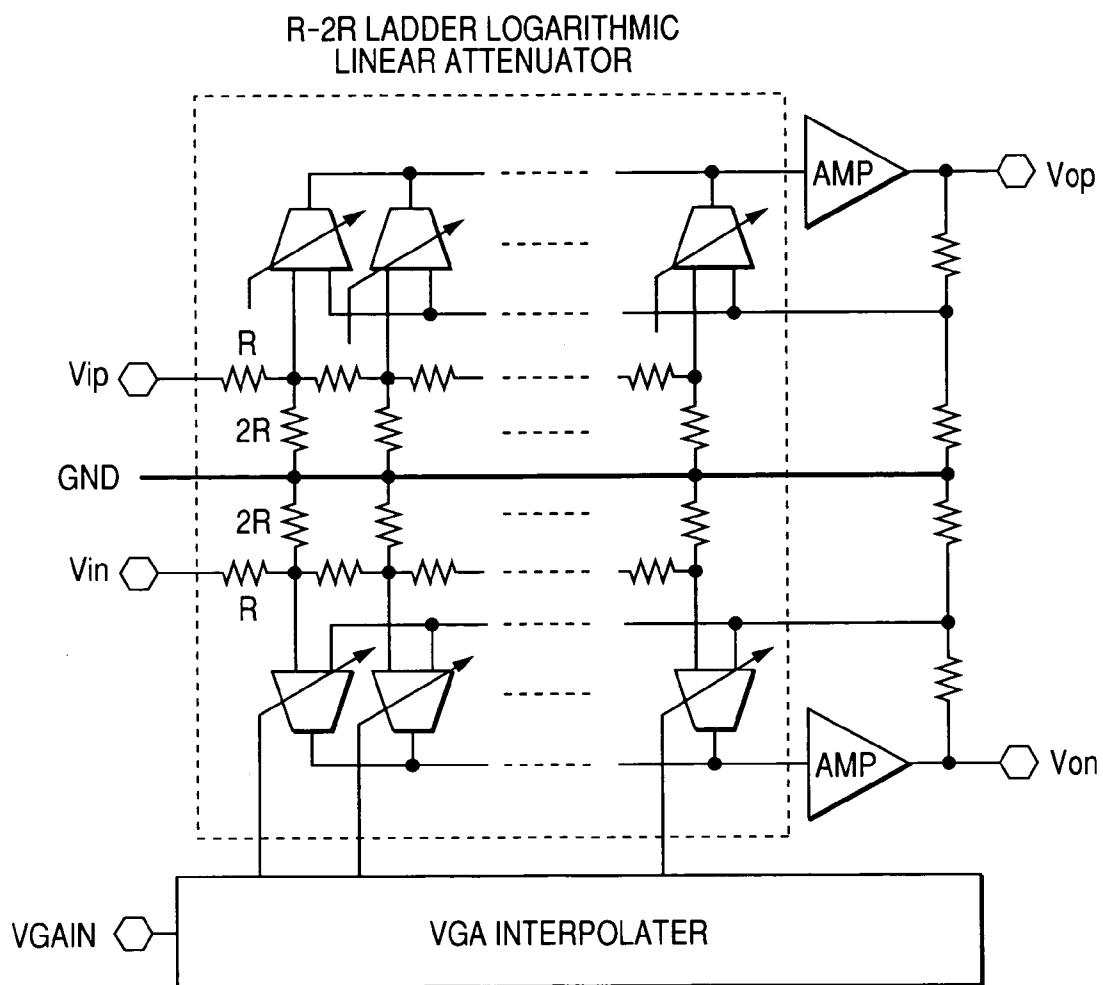 R-2R LADDER LOGARITHMIC
LINEAR ATTENUATOR
AMP
Vop
R
Vip
2R
GND
2R
Vin
R
AMP
Von
VGAIN
VGA INTERPOLATER